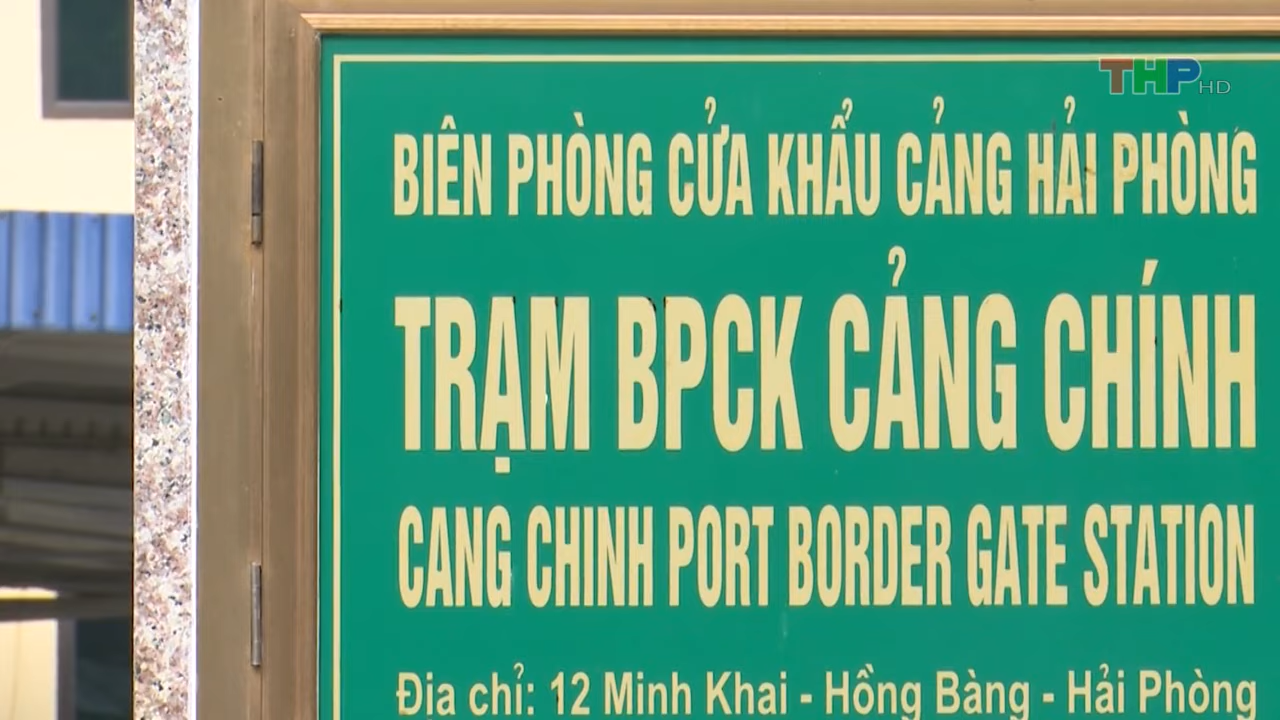 THP HD
BIÊN PHÒNG CỬA KHẨU CẢNG HẢI PHÒNG
TRẠM BPCK CẢNG CHÍNH
CANG CHINH PORT BORDER GATE STATION
Địa chỉ: 12 Minh Khai - Hồng Bàng - Hải Phòng